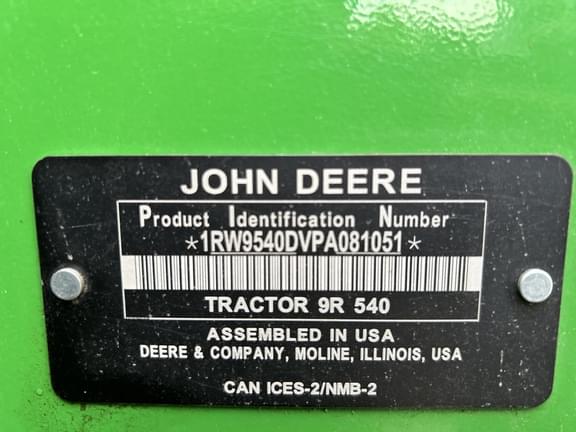 JOHN DEERE
Product Identification Number
*1RW9540DVPA081051*
TRACTOR 9R 540
ASSEMBLED IN USA
DEERE & COMPANY, MOLINE, ILLINOIS, USA
CAN ICES-2/NMB-2